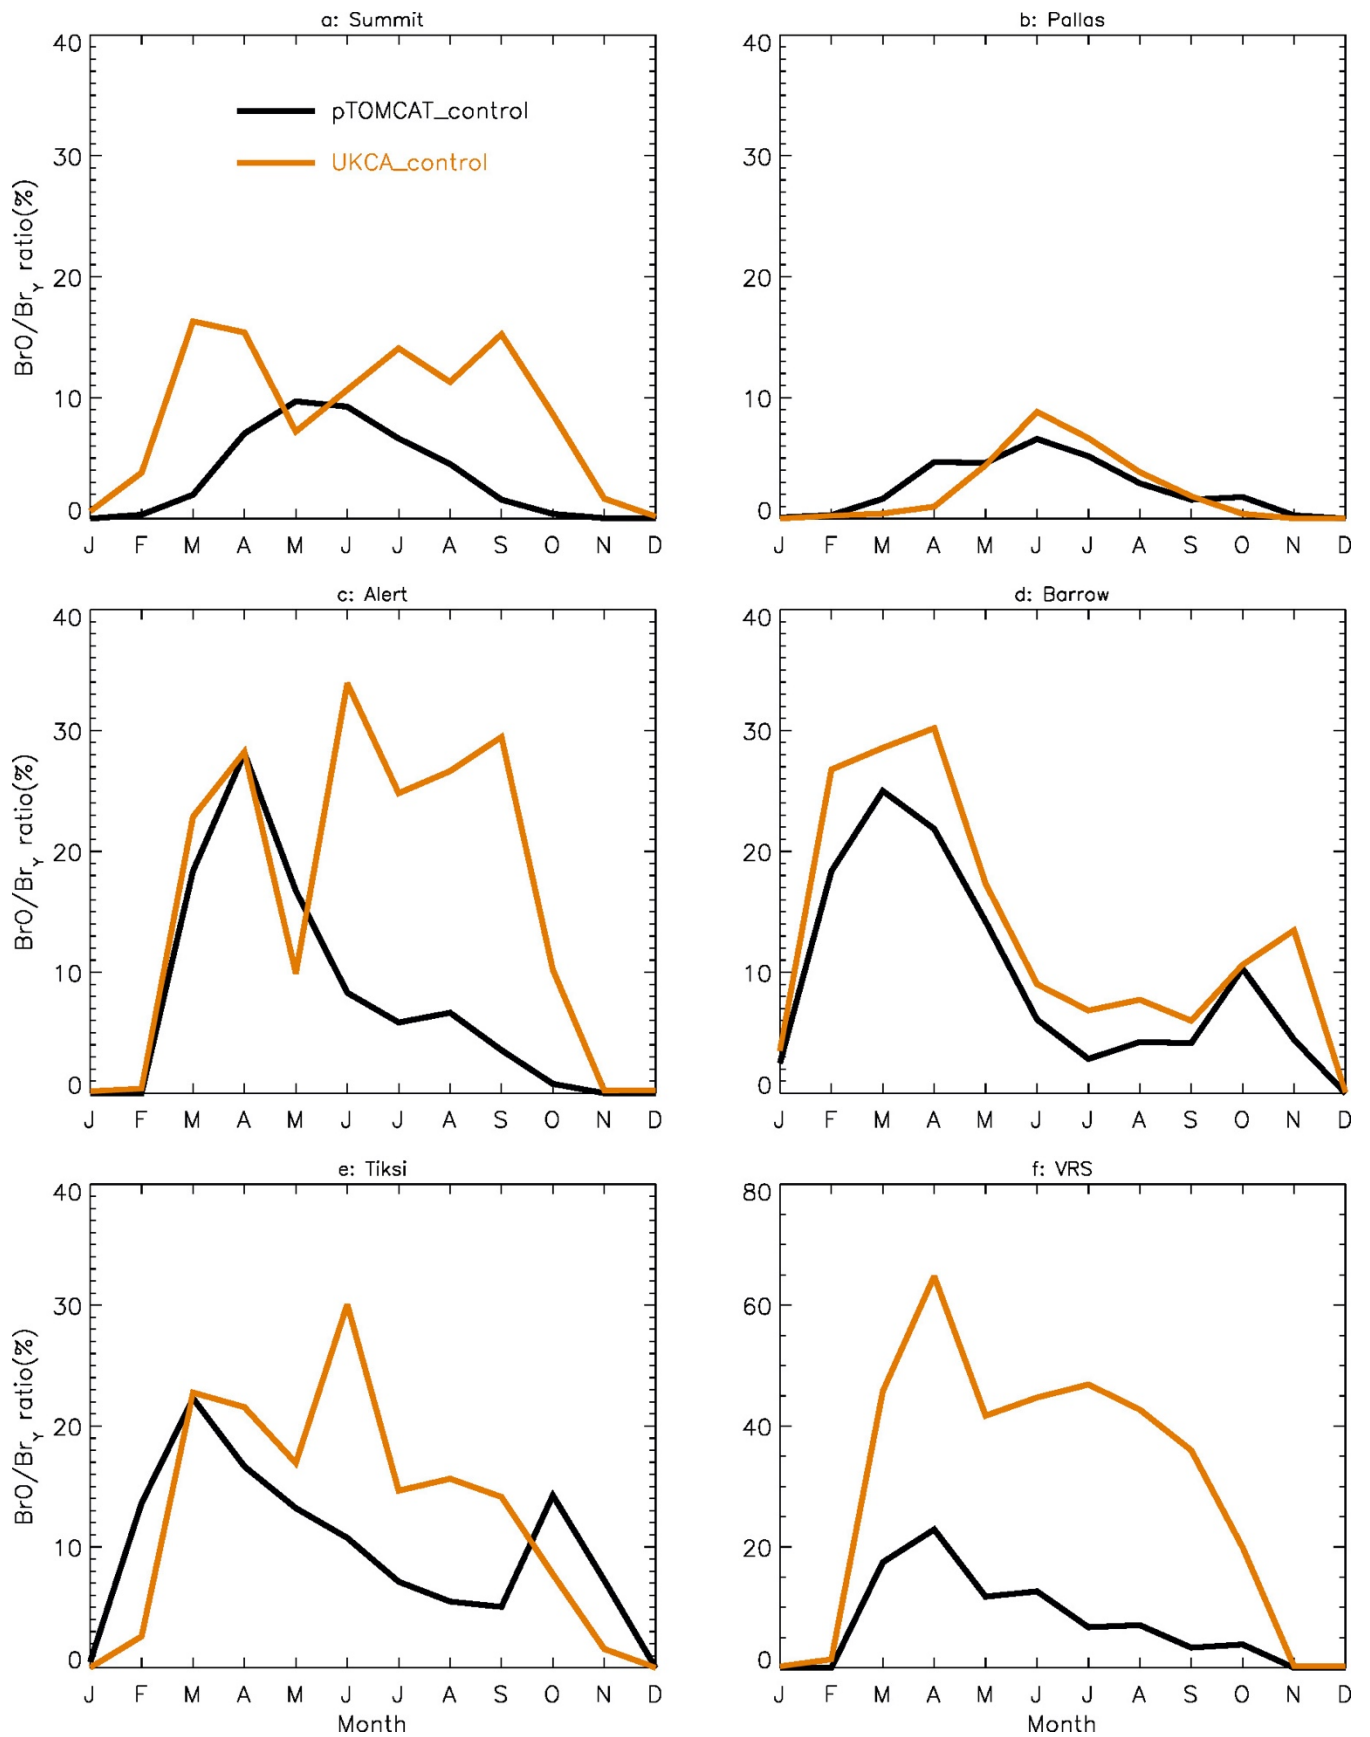 a: Summit
40
30
20
10
0
BrO/BrY ratio(%)
pTOMCAT_control
UKCA_control
J F M A M J J A S O N D
b: Pallas
40
30
20
10
0
J F M A M J J A S O N D
c: Alert
40
30
20
10
0
BrO/BrY ratio(%)
J F M A M J J A S O N D
d: Barrow
40
30
20
10
0
J F M A M J J A S O N D
e: Tiksi
40
30
20
10
0
BrO/BrY ratio(%)
J F M A M J J A S O N D
Month
f: VRS
80
60
40
20
0
J F M A M J J A S O N D
Month